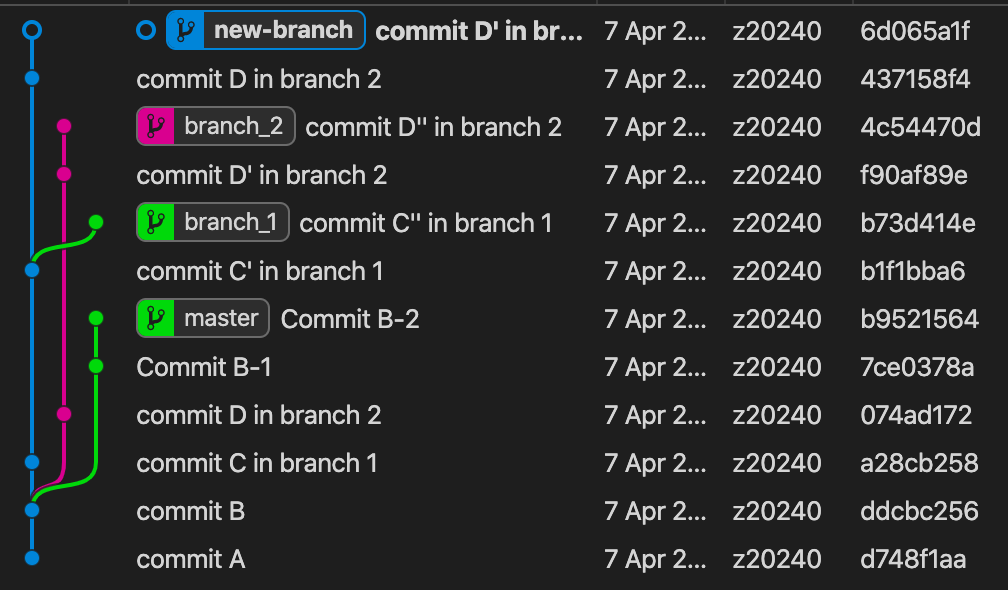 new-branch commit D' in br... 7 Apr 2... z20240 6d065a1f
commit D in branch 2 7 Apr 2... z20240 437158f4
branch_2 commit D'' in branch 2 7 Apr 2... z20240 4c54470d
commit D' in branch 2 7 Apr 2... z20240 f90af89e
branch_1 commit C'' in branch 1 7 Apr 2... z20240 b73d414e
commit C' in branch 1 7 Apr 2... z20240 b1f1bba6
master Commit B-2 7 Apr 2... z20240 b9521564
Commit B-1 7 Apr 2... z20240 7ce0378a
commit D in branch 2 7 Apr 2... z20240 074ad172
commit C in branch 1 7 Apr 2... z20240 a28cb258
commit B 7 Apr 2... z20240 ddcbc256
commit A 7 Apr 2... z20240 d748f1aa